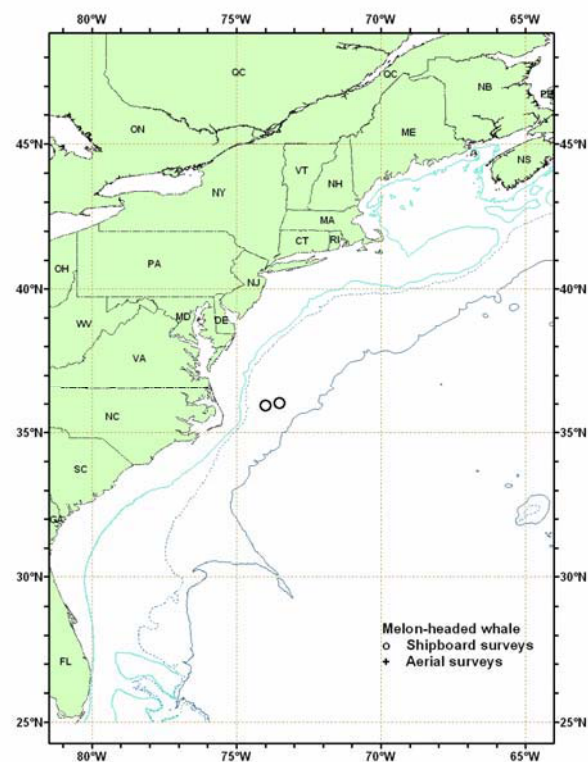 80°W 75°W 70°W 65°W
QC QC
NB
PE
ON
45°N ME 45°N
NS
VT
NY NH
MA
CT RI
OH PA
40°N NJ 40°N
MD DE
WV
VA
NC
35°N 35°N
SC
GA
30°N 30°N
Melon-headed whale
Shipboard surveys
FL Aerial surveys
25°N 25°N
80°W 75°W 70°W 65°W